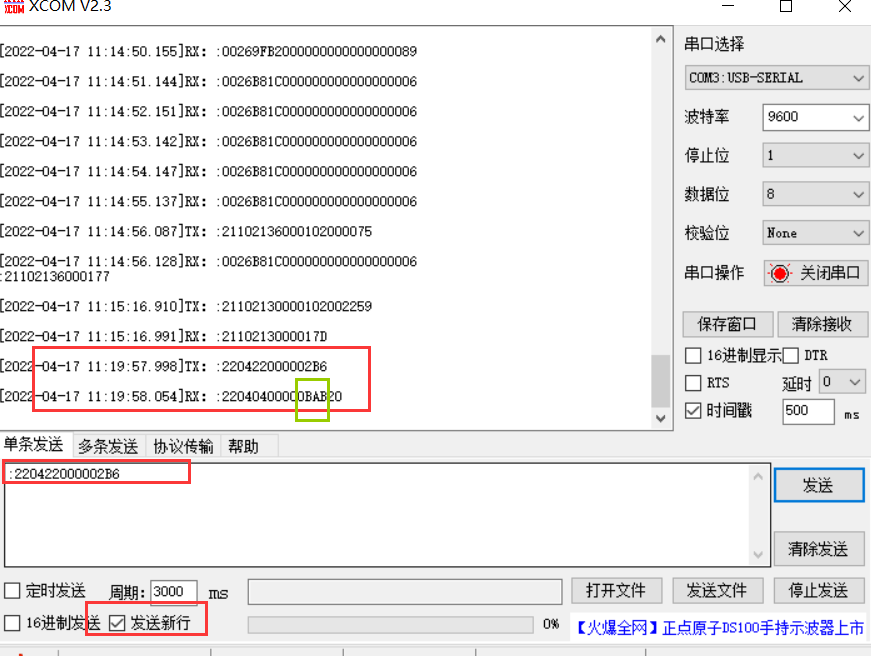 XCOM V2.3
[2022-04-17 11:14:50.155]RX: :00269FB2000000000000000089
[2022-04-17 11:14:51.144]RX: :0026B81C000000000000000006
[2022-04-17 11:14:52.151]RX: :0026B81C000000000000000006
[2022-04-17 11:14:53.142]RX: :0026B81C000000000000000006
[2022-04-17 11:14:54.147]RX: :0026B81C000000000000000006
[2022-04-17 11:14:55.137]RX: :0026B81C000000000000000006
[2022-04-17 11:14:56.087]TX: :21102136000102000075
[2022-04-17 11:14:56.128]RX: :0026B81C000000000000000006
:21102136000177
[2022-04-17 11:15:16.910]TX: :21102130000102002259
[2022-04-17 11:15:16.991]RX: :2110213000017D
[2022-04-17 11:19:57.998]TX: :220422000002B6
[2022-04-17 11:19:58.054]RX: :22040400000BAB20
串口选择
COM3:USB-SERIAL
波特率 9600
停止位 1
数据位 8
校验位 None
串口操作 关闭串口
保存窗口 清除接收
16进制显示 DTR
RTS 延时 0
时间戳 500 ms
单条发送 多条发送 协议传输 帮助
:220422000002B6
发送
清除发送
定时发送 周期: 3000 ms 打开文件 发送文件 停止发送
16进制发送 发送新行 0% 【火爆全网】正点原子DS100手持示波器上市